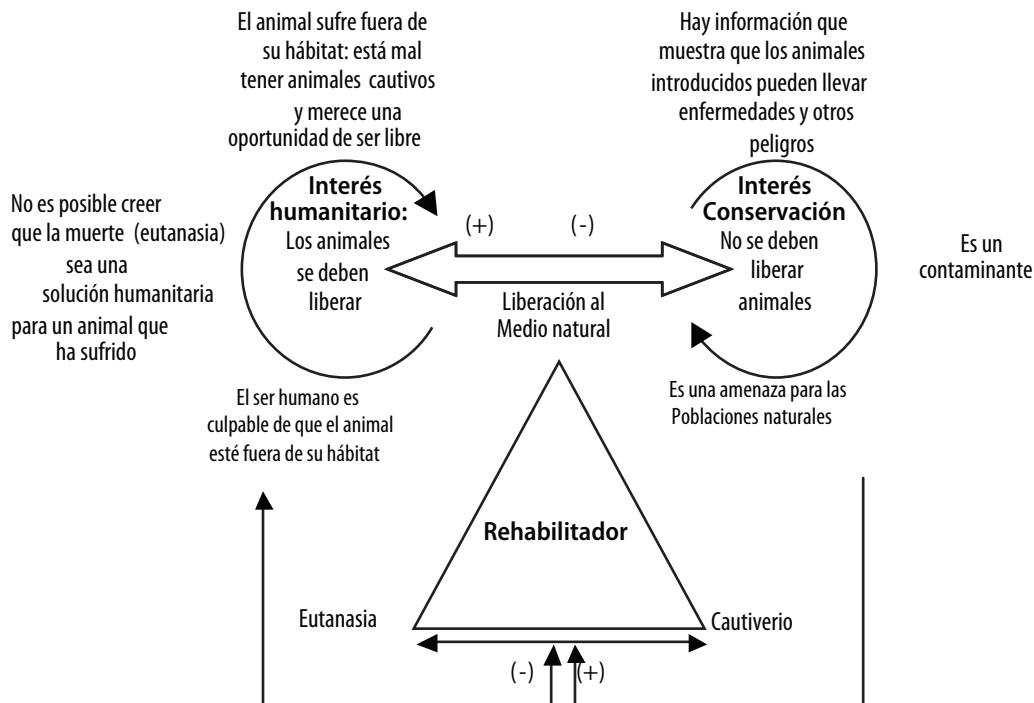 El animal sufre fuera de
su hábitat: está mal
tener animales cautivos
y merece una
oportunidad de ser libre
Hay información que
muestra que los animales
introducidos pueden llevar
enfermedades y otros
peligros
No es posible creer
que la muerte (eutanasia)
sea una
solución humanitaria
para un animal que
ha sufrido
Interés
humanitario:
Los animales
se deben
liberar
(+)
(-)
Liberación al
Medio natural
Interés
Conservación
No se deben
liberar
animales
Es un
contaminante
El ser humano es
culpable de que el animal
esté fuera de su hábitat
Es una amenaza para las
Poblaciones naturales
Rehabilitador
Eutanasia
Cautiverio
(-)
(+)